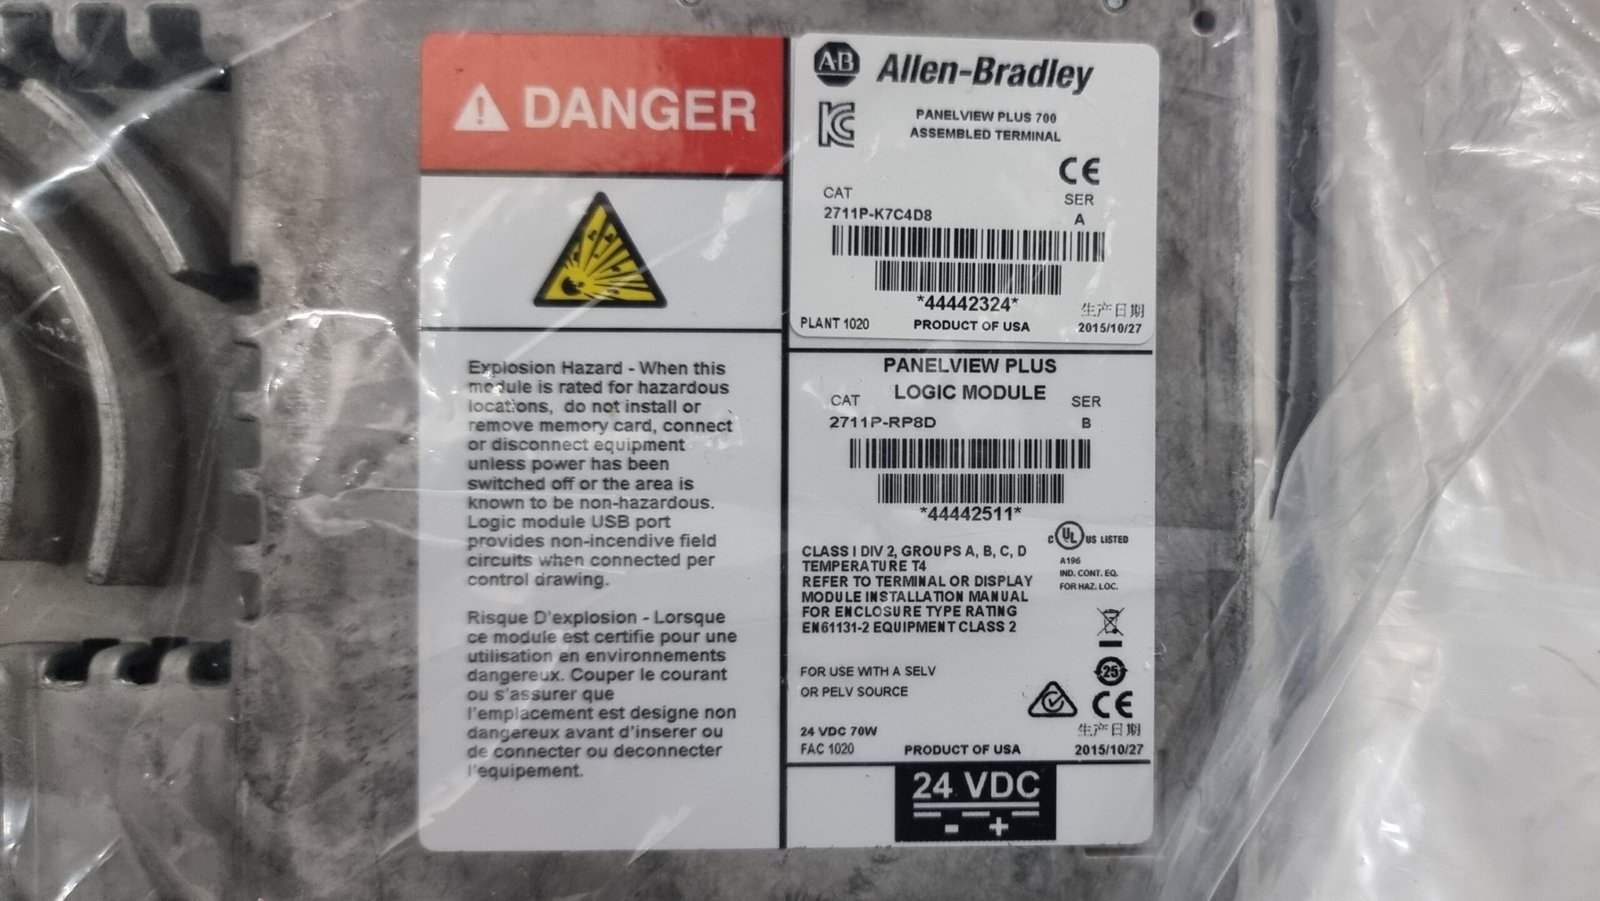 DANGER
Explosion Hazard - When this
module is rated for hazardous
locations, do not install or
remove memory card, connect
or disconnect equipment
unless power has been
switched off or the area is
known to be non-hazardous.
Logic module USB port
provides non-incendive field
circuits when connected per
control drawing.
Risque D'explosion - Lorsque
ce module est certifie pour une
utilisation en environnements
dangereux. Couper le courant
ou s'assurer que
l'emplacement est designe non
dangereux avant d'inserer ou
de connecter ou deconnecter
l'equipement.
A-B Allen-Bradley
PANELVIEW PLUS 700
ASSEMBLED TERMINAL
CE
CAT SER
2711P-K7C4D8 A
*44442324*
生产日期
PLANT 1020 PRODUCT OF USA 2015/10/27
PANELVIEW PLUS
LOGIC MODULE
CAT SER
2711P-RP8D B
*44442511*
C UL US LISTED
A196
IND. CONT. EQ.
FOR HAZ. LOC.
CLASS I DIV 2, GROUPS A, B, C, D
TEMPERATURE T4
REFER TO TERMINAL OR DISPLAY
MODULE INSTALLATION MANUAL
FOR ENCLOSURE TYPE RATING
EN61131-2 EQUIPMENT CLASS 2
FOR USE WITH A SELV
OR PELV SOURCE
25
CE
24 VDC 70W 生产日期
FAC 1020 PRODUCT OF USA 2015/10/27
24 VDC
- +